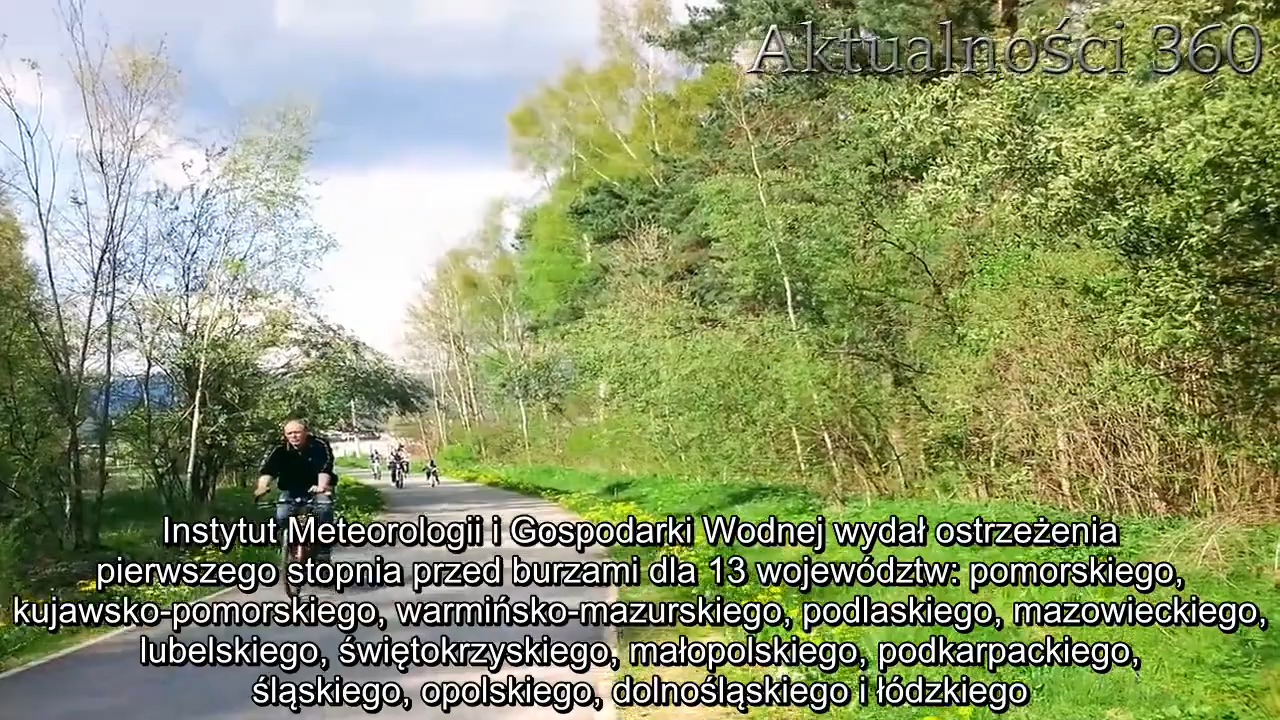 Aktualności 360
Instytut Meteorologii i Gospodarki Wodnej wydał ostrzeżenia
pierwszego stopnia przed burzami dla 13 województw: pomorskiego,
kujawsko-pomorskiego, warmińsko-mazurskiego, podlaskiego, mazowieckiego,
lubelskiego, świętokrzyskiego, małopolskiego, podkarpackiego,
śląskiego, opolskiego, dolnośląskiego i łódzkiego